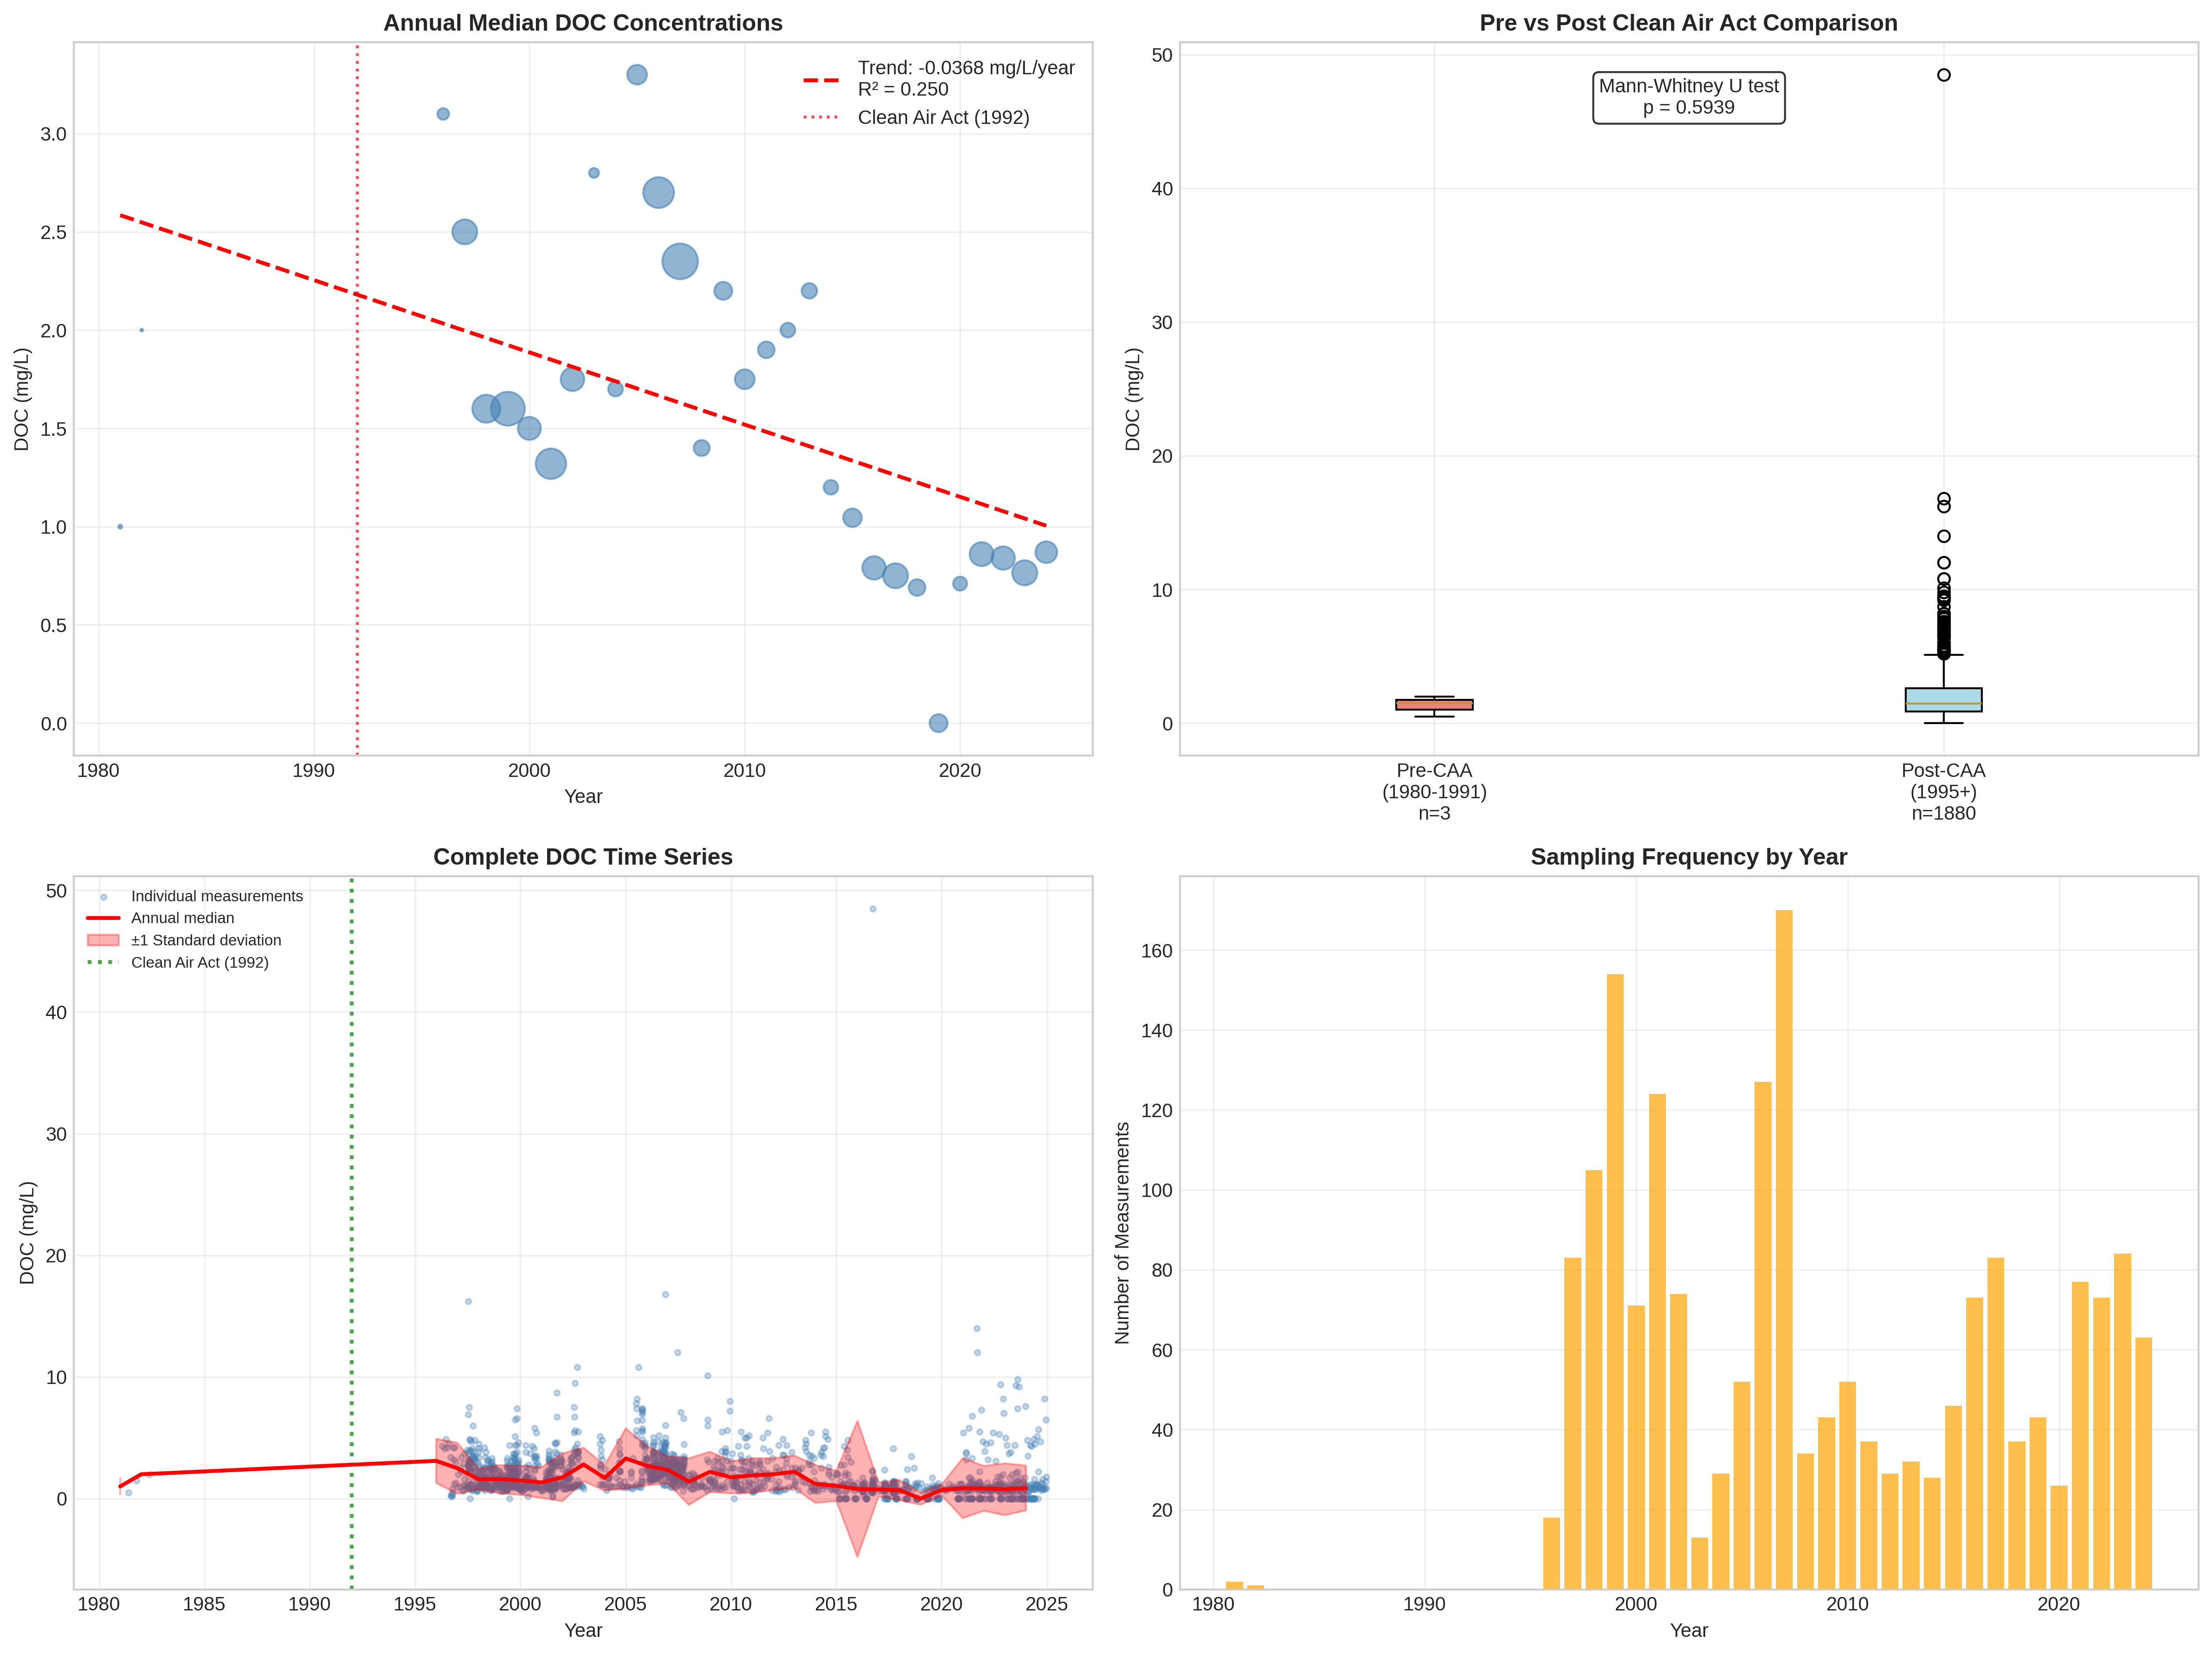 Annual Median DOC Concentrations
Trend: -0.0368 mg/L/year
R² = 0.250
Clean Air Act (1992)
DOC (mg/L)
3.0
2.5
2.0
1.5
1.0
0.5
0.0
1980
1990
2000
2010
2020
Year
Pre vs Post Clean Air Act Comparison
Mann-Whitney U test
p = 0.5939
DOC (mg/L)
50
40
30
20
10
0
Pre-CAA
(1980-1991)
n=3
Post-CAA
(1995+)
n=1880
Complete DOC Time Series
Individual measurements
Annual median
±1 Standard deviation
Clean Air Act (1992)
DOC (mg/L)
50
40
30
20
10
0
1980
1985
1990
1995
2000
2005
2010
2015
2020
2025
Year
Sampling Frequency by Year
Number of Measurements
160
140
120
100
80
60
40
20
0
1980
1990
2000
2010
2020
Year